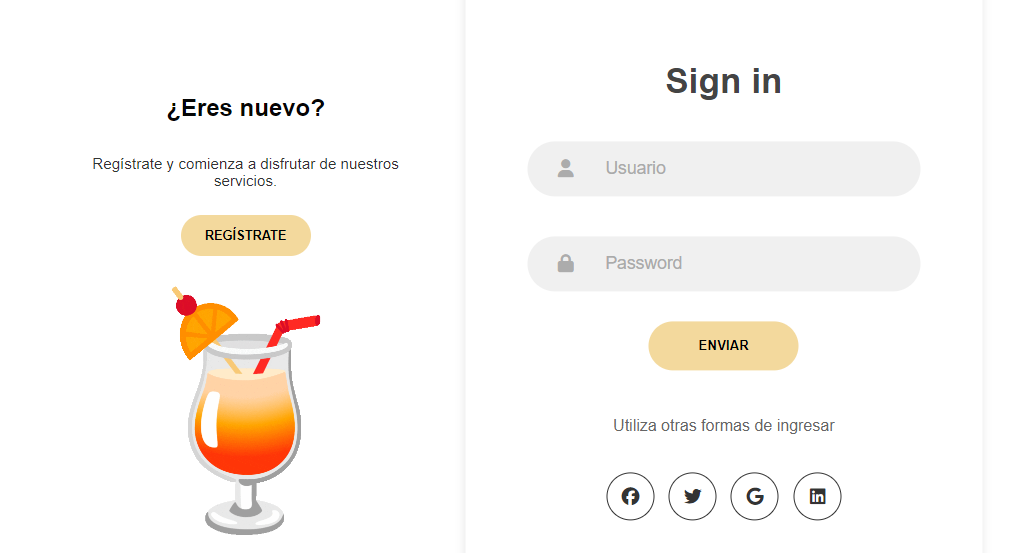 ¿Eres nuevo?
Regístrate y comienza a disfrutar de nuestros
servicios.
REGÍSTRATE
Sign in
Usuario
Password
ENVIAR
Utiliza otras formas de ingresar